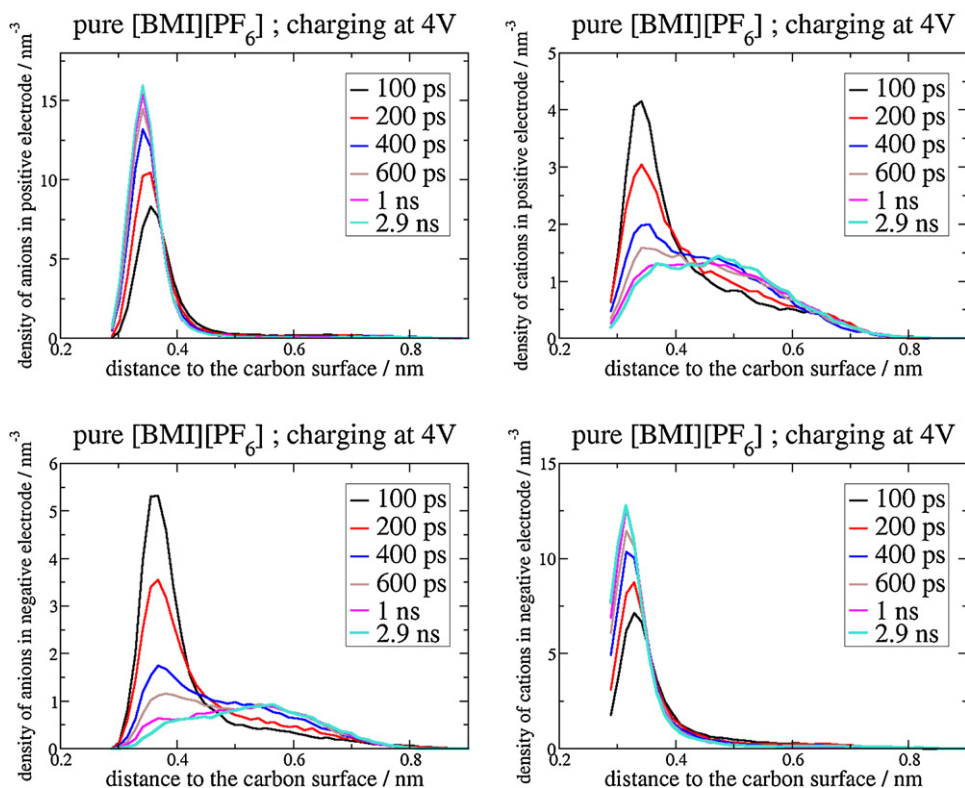 pure [BMI][PF6] ; charging at 4V
density of anions in positive electrode / nm-3
15
10
5
0
0.2 0.4 0.6 0.8
distance to the carbon surface / nm
100 ps
200 ps
400 ps
600 ps
1 ns
2.9 ns
pure [BMI][PF6] ; charging at 4V
density of cations in positive electrode / nm-3
5
4
3
2
1
0
0.2 0.4 0.6 0.8
distance to the carbon surface / nm
100 ps
200 ps
400 ps
600 ps
1 ns
2.9 ns
pure [BMI][PF6] ; charging at 4V
density of anions in negative electrode / nm-3
6
5
4
3
2
1
0
0.2 0.4 0.6 0.8
distance to the carbon surface / nm
100 ps
200 ps
400 ps
600 ps
1 ns
2.9 ns
pure [BMI][PF6] ; charging at 4V
density of cations in negative electrode / nm-3
15
10
5
0
0.2 0.4 0.6 0.8
distance to the carbon surface / nm
100 ps
200 ps
400 ps
600 ps
1 ns
2.9 ns